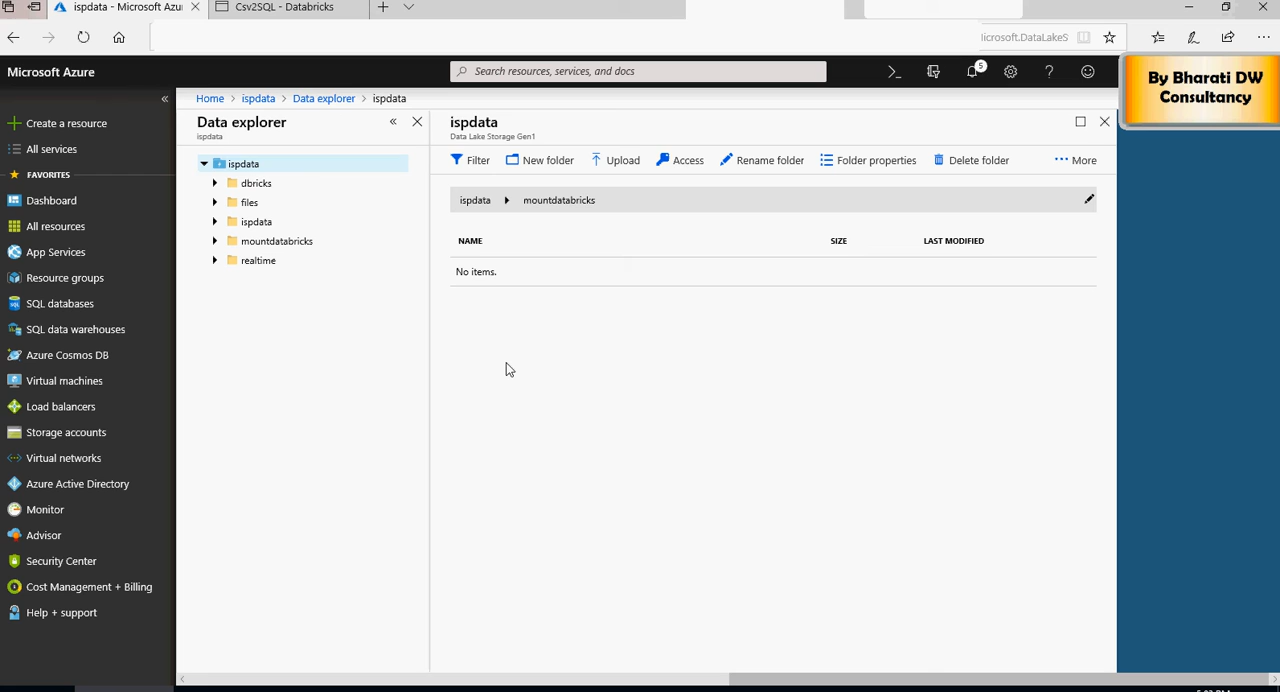 ispdata - Microsoft Azu
Csv2SQL - Databricks
icrosoft.DataLakeS
Microsoft Azure
Search resources, services, and docs
5
By Bharati DW
Consultancy
Home > ispdata > Data explorer > ispdata
Create a resource
All services
FAVORITES
Dashboard
All resources
App Services
Resource groups
SQL databases
SQL data warehouses
Azure Cosmos DB
Virtual machines
Load balancers
Storage accounts
Virtual networks
Azure Active Directory
Monitor
Advisor
Security Center
Cost Management + Billing
Help + support
Data explorer
ispdata
ispdata
dbricks
files
ispdata
mountdatabricks
realtime
ispdata
Data Lake Storage Gen1
Filter New folder Upload Access Rename folder Folder properties Delete folder More
ispdata mountdatabricks
NAME SIZE LAST MODIFIED
No items.